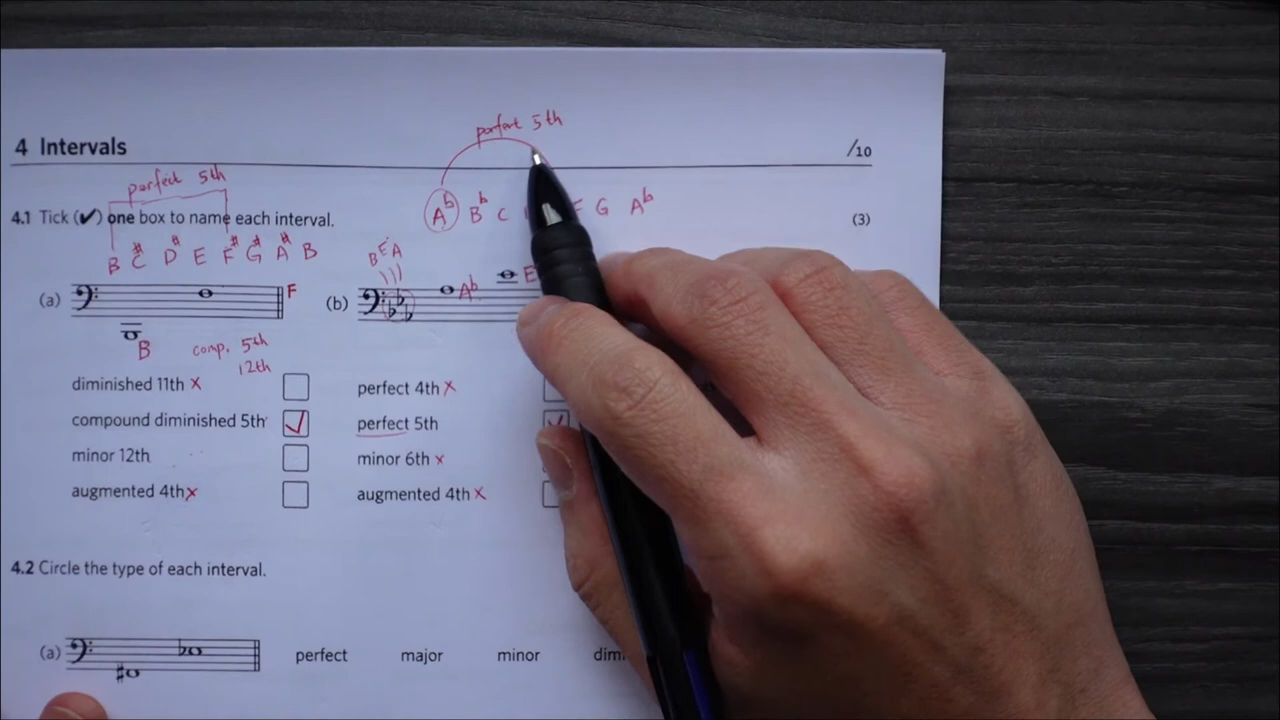 perfect 5th
4 Intervals /10
perfect 5th
4.1 Tick (✔) one box to name each interval. (3)
A♭ B♭ C F G A♭
B C# D# E F# G# A# B
B E A
(a) F
(b) A♭ E
B
comp. 5th
12th
diminished 11th x
compound diminished 5th ✓
minor 12th
augmented 4th x
perfect 4th x
perfect 5th ✓
minor 6th x
augmented 4th x
4.2 Circle the type of each interval.
(a) perfect major minor